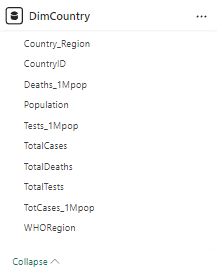 DimCountry
Country_Region
CountryID
Deaths_1Mpop
Population
Tests_1Mpop
TotalCases
TotalDeaths
TotalTests
TotCases_1Mpop
WHORegion
Collapse